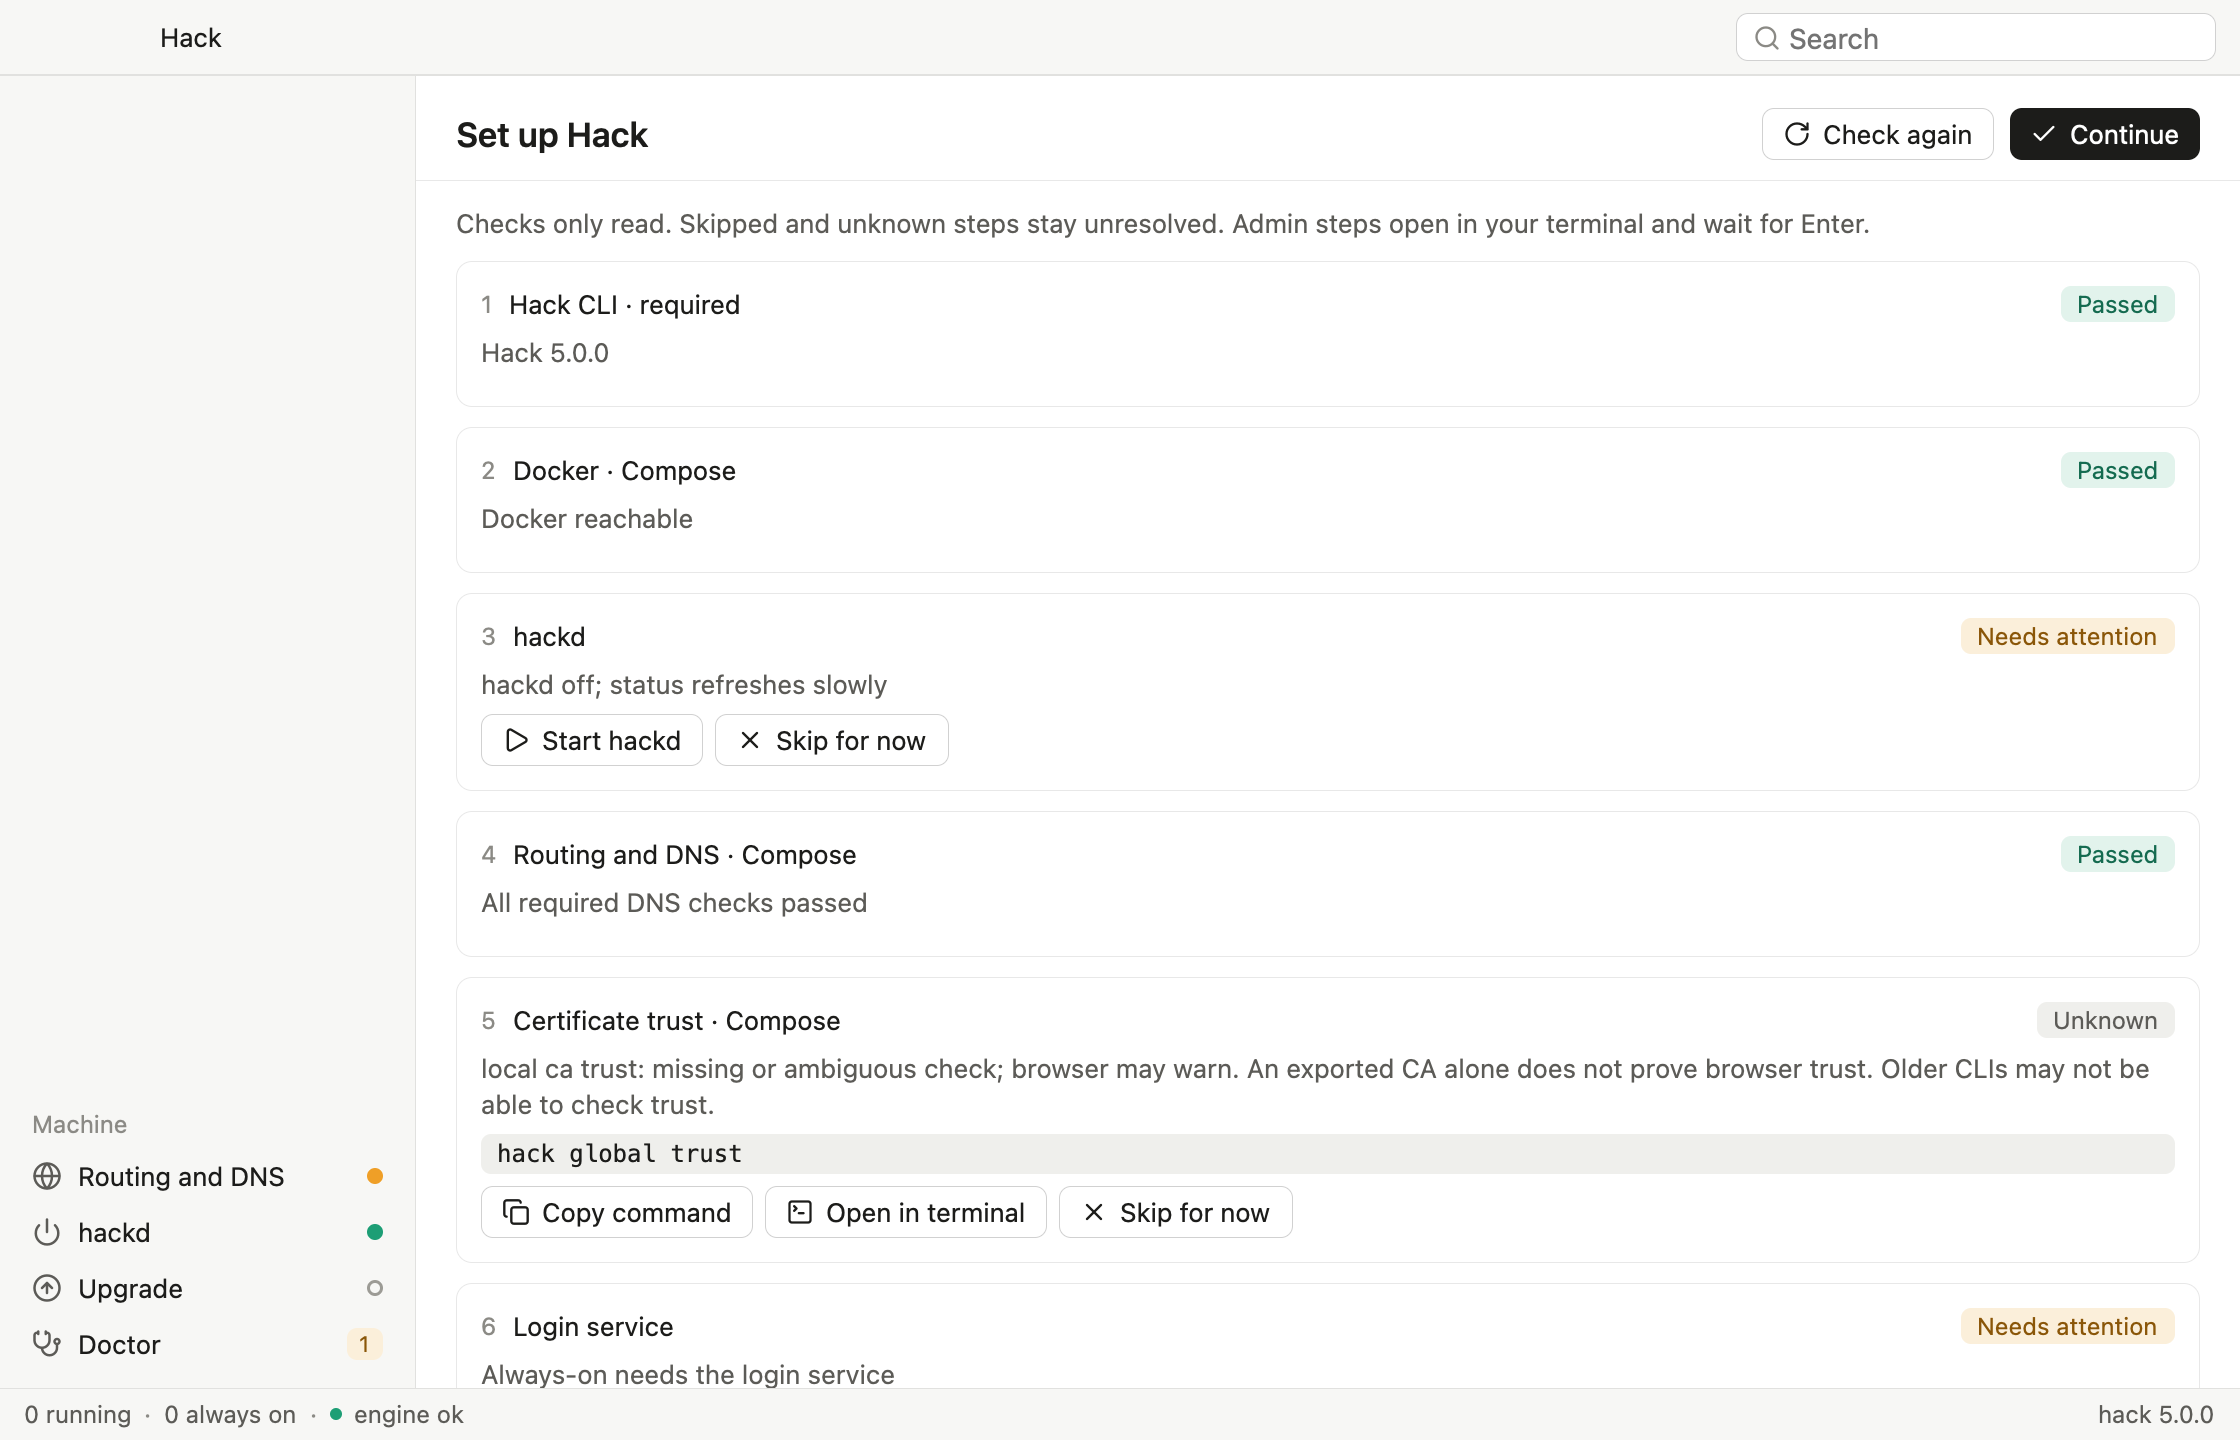 Hack
Search
Set up Hack
Check again
Continue
Checks only read. Skipped and unknown steps stay unresolved. Admin steps open in your terminal and wait for Enter.
1 Hack CLI · required
Passed
Hack 5.0.0
2 Docker · Compose
Passed
Docker reachable
3 hackd
Needs attention
hackd off; status refreshes slowly
Start hackd
Skip for now
4 Routing and DNS · Compose
Passed
All required DNS checks passed
5 Certificate trust · Compose
Unknown
local ca trust: missing or ambiguous check; browser may warn. An exported CA alone does not prove browser trust. Older CLIs may not be
able to check trust.
hack global trust
Copy command
Open in terminal
Skip for now
6 Login service
Needs attention
Always-on needs the login service
Machine
Routing and DNS
hackd
Upgrade
Doctor
1
0 running · 0 always on · engine ok
hack 5.0.0